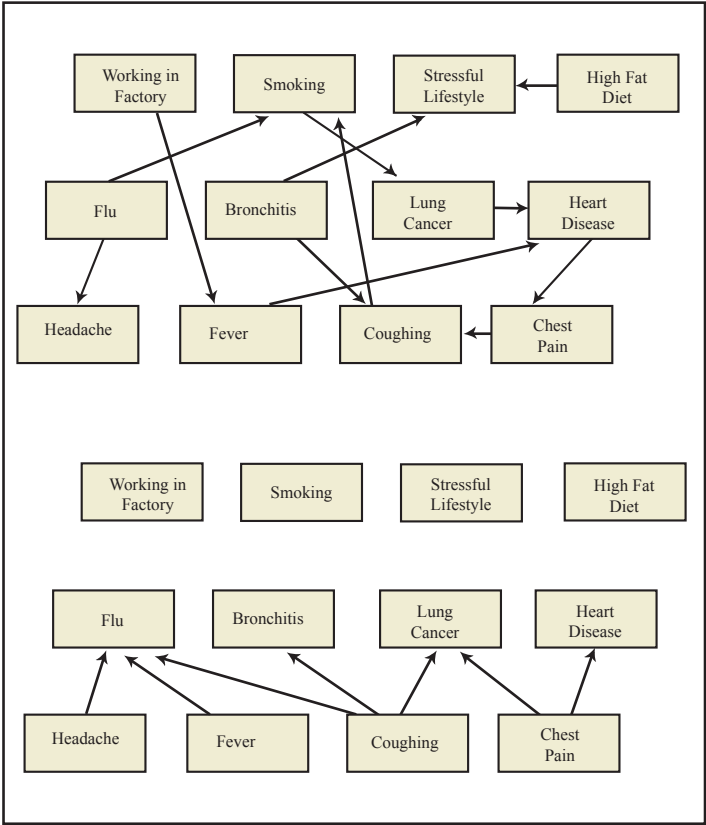 Working in
Factory
Smoking
Stressful
Lifestyle
High Fat
Diet
Flu
Bronchitis
Lung
Cancer
Heart
Disease
Headache
Fever
Coughing
Chest
Pain
Working in
Factory
Smoking
Stressful
Lifestyle
High Fat
Diet
Flu
Bronchitis
Lung
Cancer
Heart
Disease
Headache
Fever
Coughing
Chest
Pain